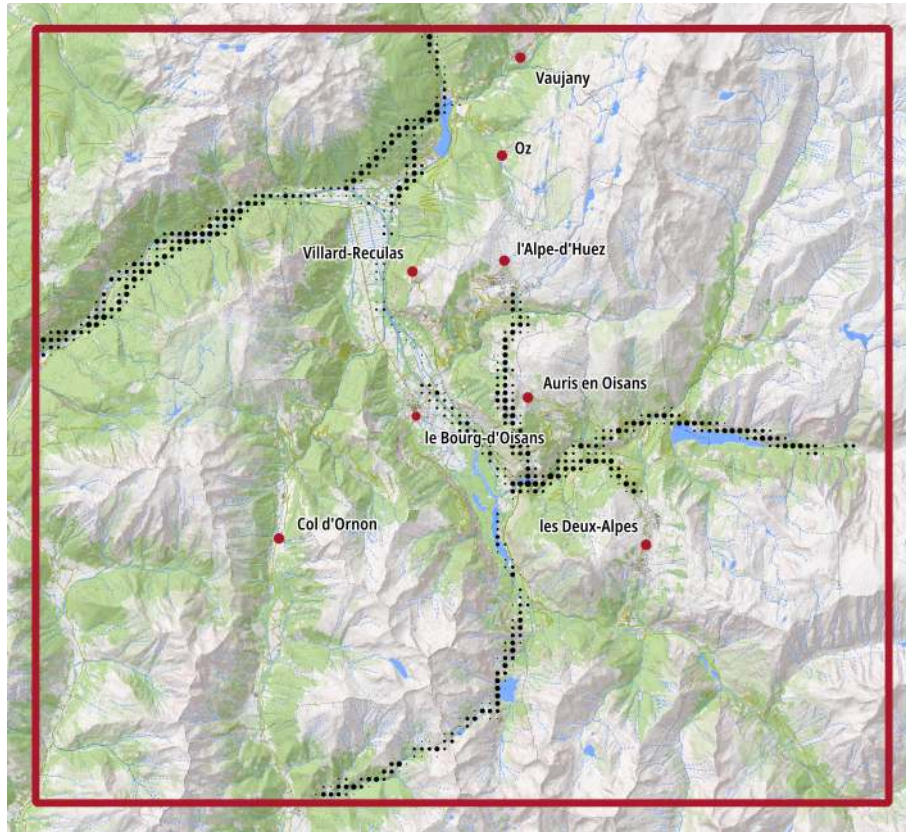 Vaujany
Oz
Villard-Reculas
l'Alpe-d'Huez
Auris en Oisans
le Bourg-d'Oisans
Col d'Ornon
les Deux-Alpes